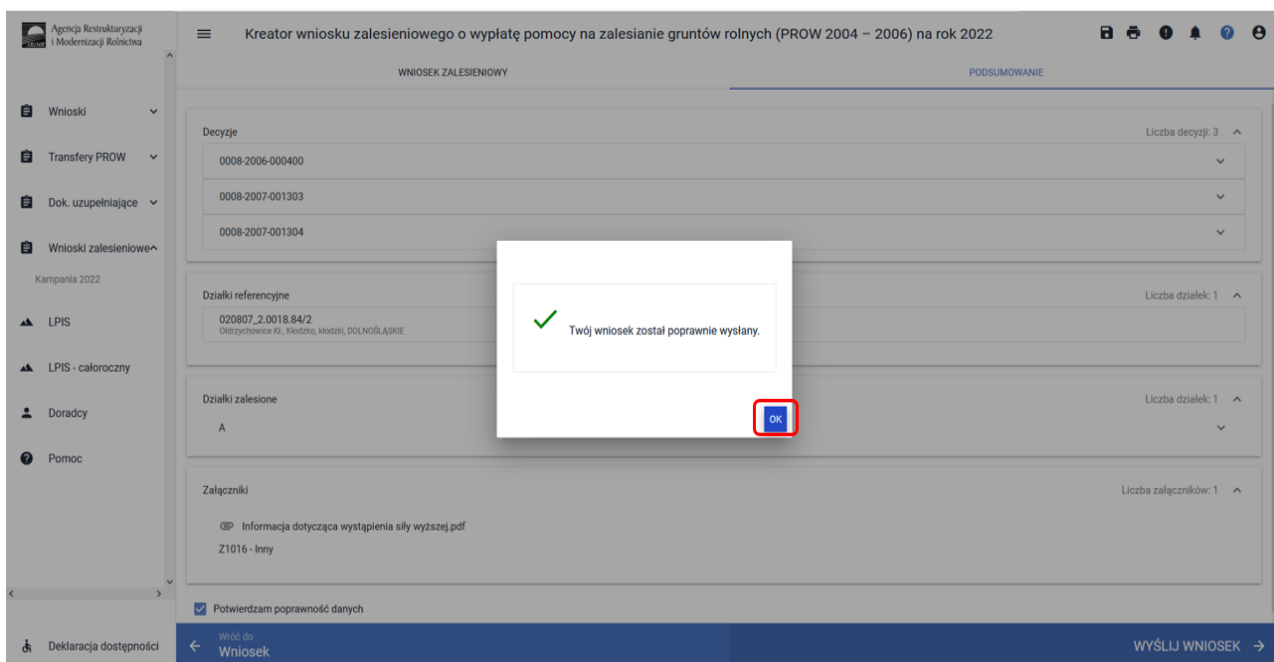 Agencja Restrukturyzacji
i Modernizacji Rolnictwa
Kreator wniosku zalesieniowego o wypłatę pomocy na zalesianie gruntów rolnych (PROW 2004 – 2006) na rok 2022
WNIOSEK ZALESIENIOWY
PODSUMOWANIE
Wnioski
Transfery PROW
Dok. uzupełniające
Wnioski zalesieniowe
Kampania 2022
LPIS
LPIS - całoroczny
Doradcy
Pomoc
Deklaracja dostępności
Decyzje
Liczba decyzji: 3
0008-2006-000400
0008-2007-001303
0008-2007-001304
Działki referencyjne
Liczba działek: 1
020807_2.0018.84/2
Ołdrzychowice Kł., Kłodzko, kłodzki, DOLNOŚLĄSKIE
Działki zalesione
Liczba działek: 1
A
Twój wniosek został poprawnie wysłany.
OK
Załączniki
Liczba załączników: 1
Informacja dotycząca wystąpienia siły wyższej.pdf
Z1016 - Inny
Potwierdzam poprawność danych
Wróć do
Wniosek
WYŚLIJ WNIOSEK